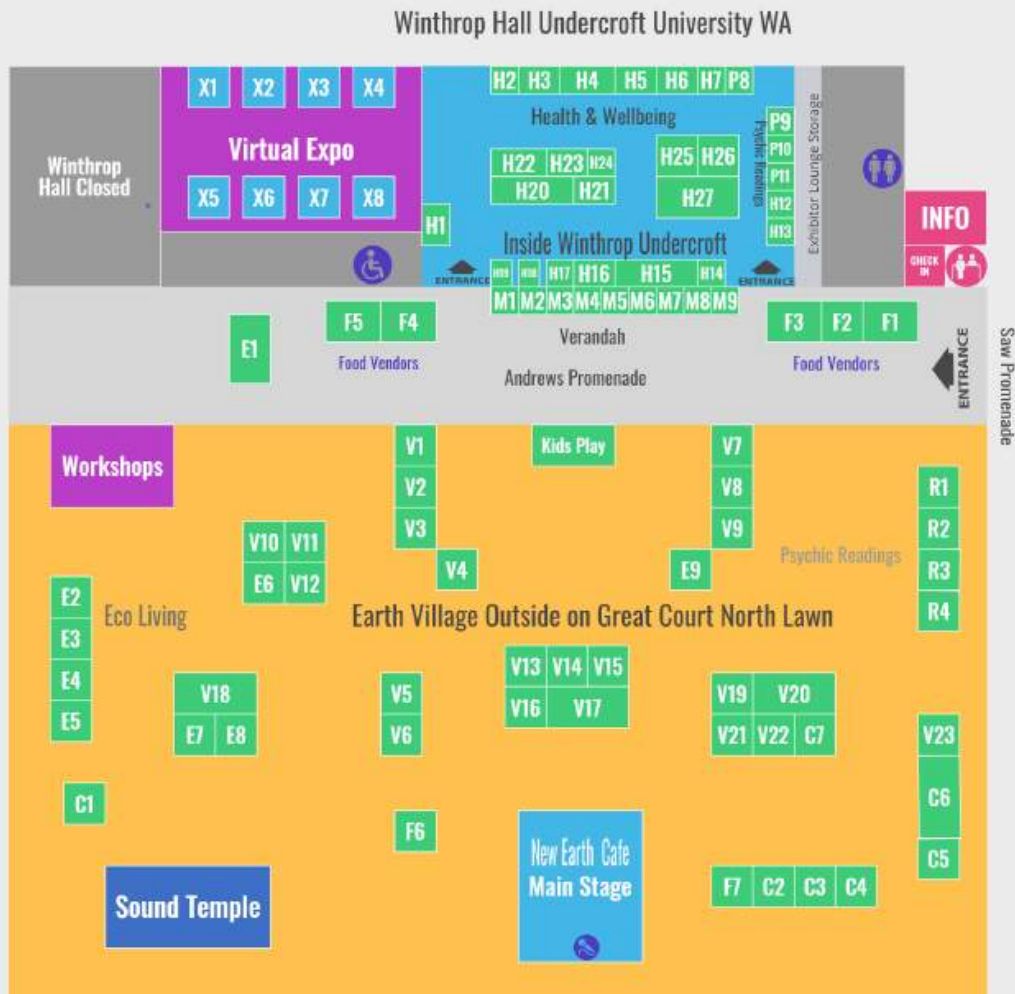 Winthrop Hall Undercroft University WA
X1 X2 X3 X4
H2 H3 H4 H5 H6 H7 P8
Health & Wellbeing
Winthrop
Hall Closed
Virtual Expo
X5 X6 X7 X8
H22 H23 H24
H20 H21
H25 H26
H27
Psychic Readings
P9
P10
P11
H12
H13
Exhibitor Lounge Storage
H1
Inside Winthrop Undercroft
INFO
CHECK
IN
ENTRANCE
H18 H17 H16 H15 H14
ENTRANCE
M1 M2 M3 M4 M5 M6 M7 M8 M9
E1
F5 F4
Food Vendors
Verandah
Andrews Promenade
F3 F2 F1
Food Vendors
ENTRANCE
Saw Promenade
Workshops
V1
V2
V3
V4
Kids Play
V7
V8
V9
E9
R1
R2
R3
R4
Psychic Readings
V10 V11
E6 V12
E2
E3
E4
E5
Eco Living
Earth Village Outside on Great Court North Lawn
V18
E7 E8
V5
V6
V13 V14 V15
V16 V17
V19 V20
V21 V22 C7
V23
C6
C5
C1
F6
Sound Temple
New Earth Cafe
Main Stage
F7 C2 C3 C4